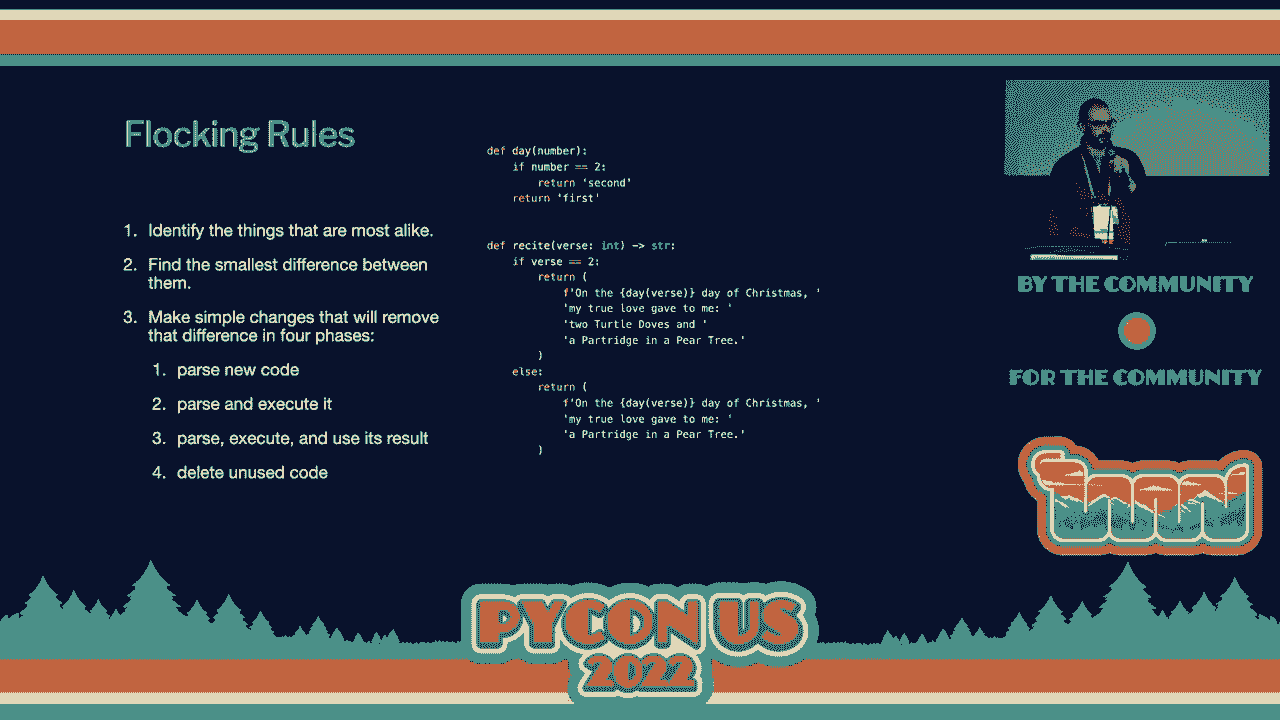 Flocking Rules
1. Identify the things that are most alike.
2. Find the smallest difference between
them.
3. Make simple changes that will remove
that difference in four phases:
1. parse new code
2. parse and execute it
3. parse, execute, and use its result
4. delete unused code
def day(number):
    if number == 2:
        return ‘second’
    return ‘first’
def recite(verse: int) -> str:
    if verse == 2:
        return (
            f'On the {day(verse)} day of Christmas, '
            'my true love gave to me: '
            'two Turtle Doves and '
            'a Partridge in a Pear Tree.'
        )
    else:
        return (
            f'On the {day(verse)} day of Christmas, '
            'my true love gave to me: '
            'a Partridge in a Pear Tree.'
        )
BY THE COMMUNITY
FOR THE COMMUNITY
PYCON US
2022